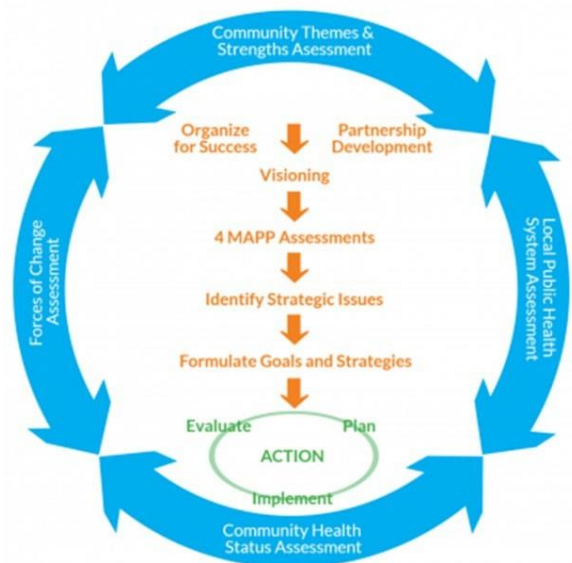 Community Themes &
Strengths Asessment
Organize
for Success
Partnership
Development
Visioning
4 MAPP Assessments
Identify Strategic Issues
Formulate Goals and Strategies
Evaluate
Plan
ACTION
Implement
Forces of Change
Assessment
Local Public Health
System Assessment
Community Health
Status Assessment